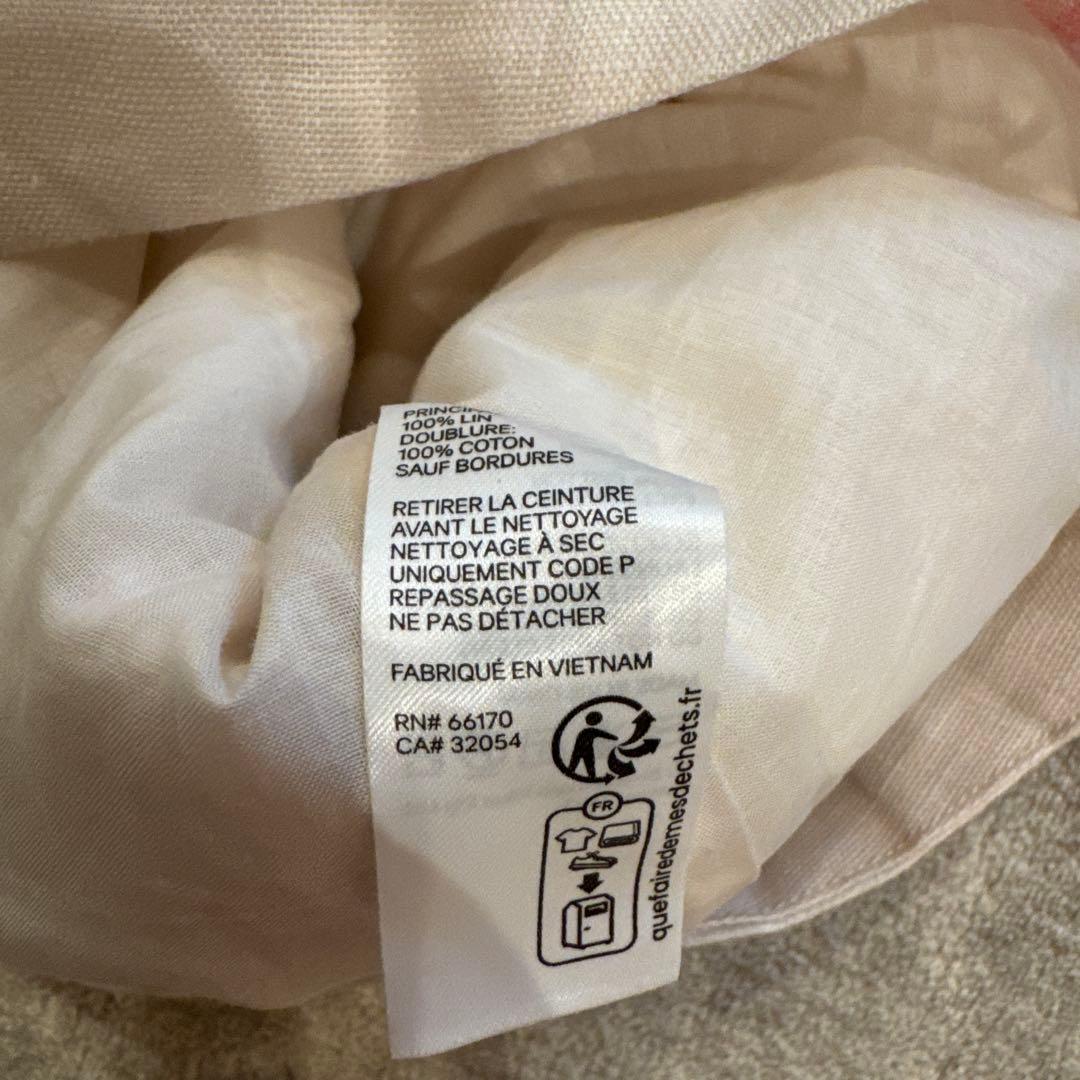 100% LIN
DOUBLURE:
100% COTON
SAUF BORDURES
RETIRER LA CEINTURE
AVANT LE NETTOYAGE
NETTOYAGE À SEC
UNIQUEMENT CODE P
REPASSAGE DOUX
NE PAS DÉTACHER
FABRIQUÉ EN VIETNAM
RN# 66170
CA# 32054
FR
quefairedemesdechets.fr